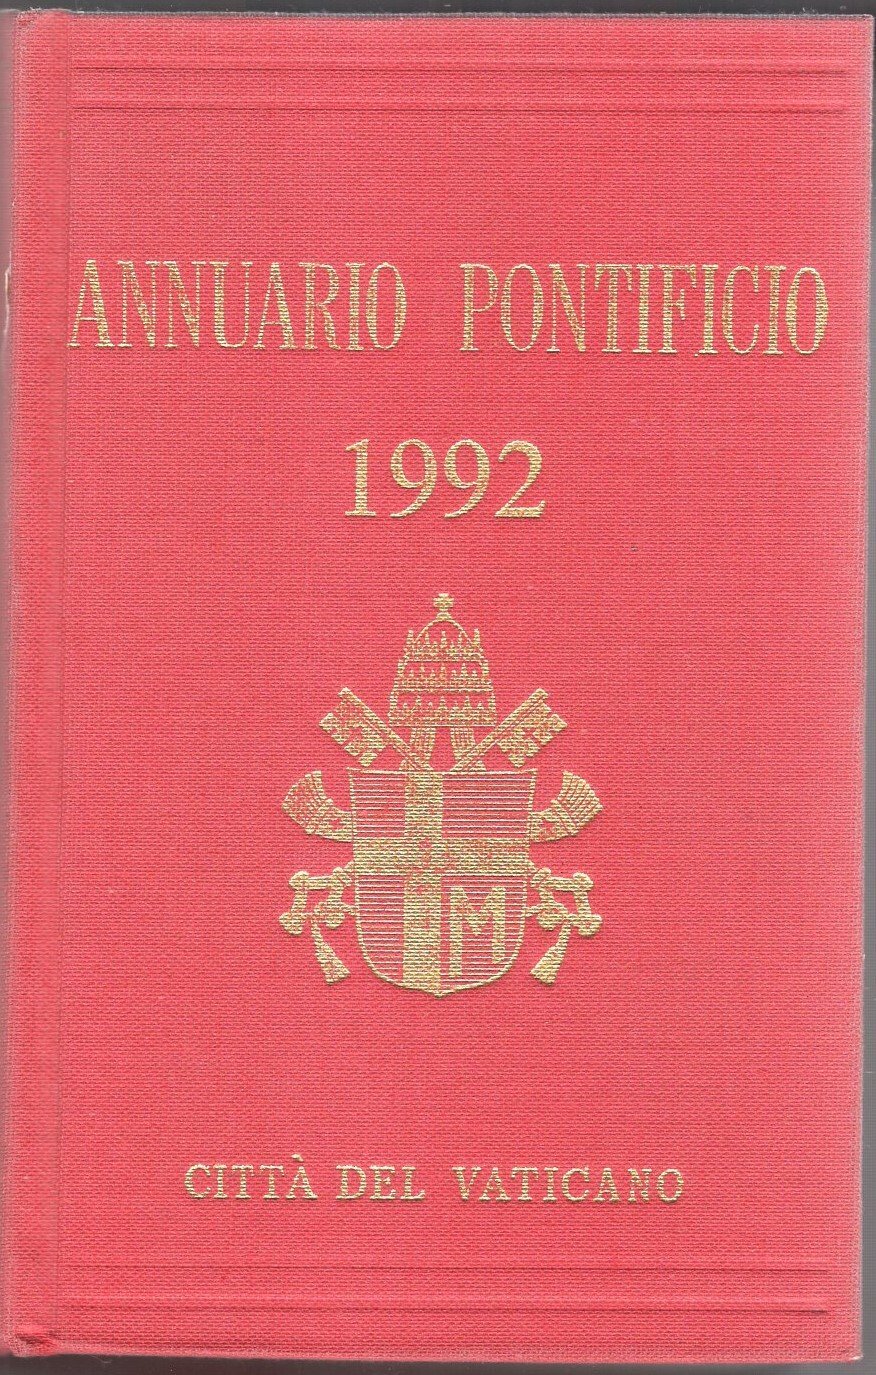 ANNUARIO PONTIFICIO
1992
M
CITTÀ DEL VATICANO